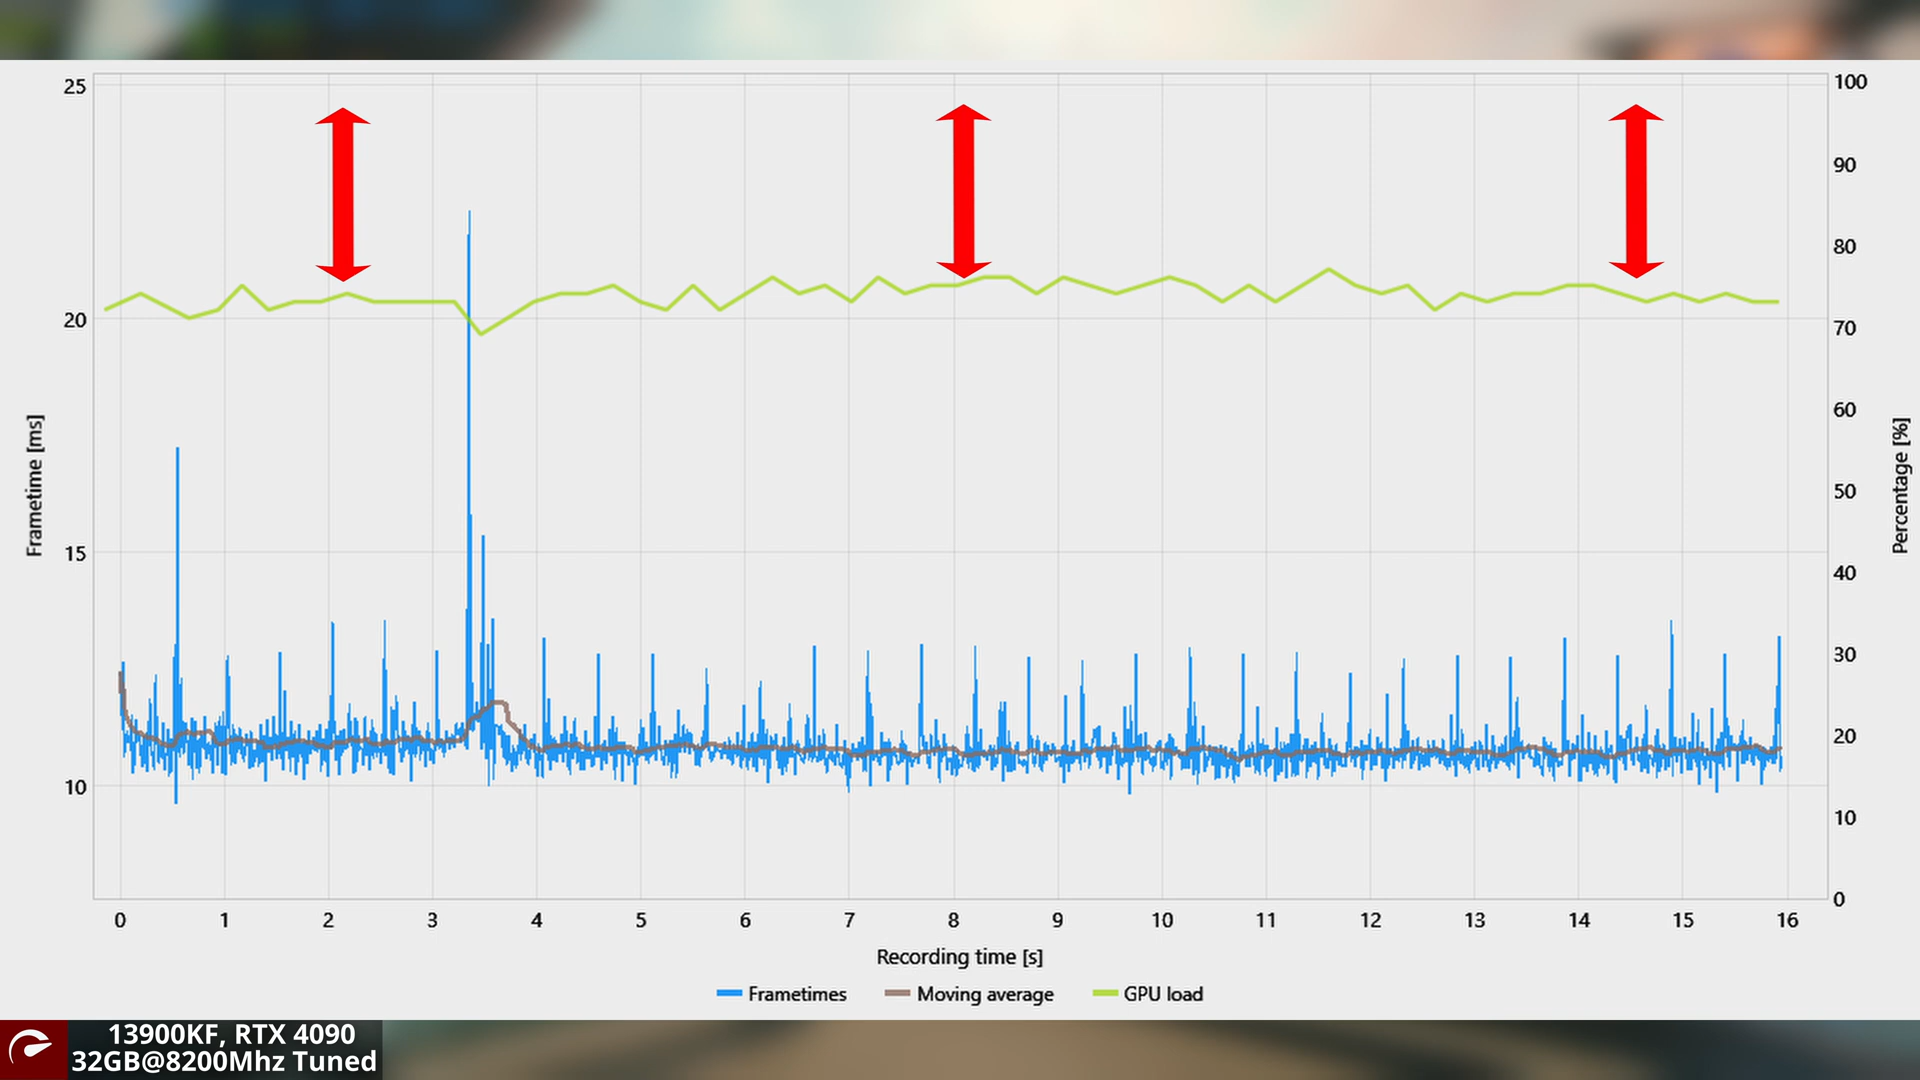 25
20
15
10
Frametime [ms]
100
90
80
70
60
50
40
30
20
10
0
Percentage [%]
0 1 2 3 4 5 6 7 8 9 10 11 12 13 14 15 16
Recording time [s]
Frametimes Moving average GPU load
13900KF, RTX 4090
32GB@8200Mhz Tuned